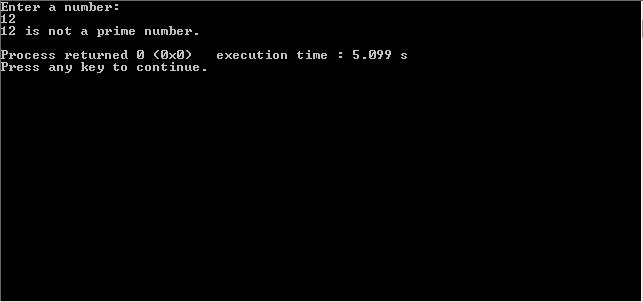 Enter a number:
12
12 is not a prime number.
Process returned 0 (0x0)   execution time : 5.099 s
Press any key to continue.